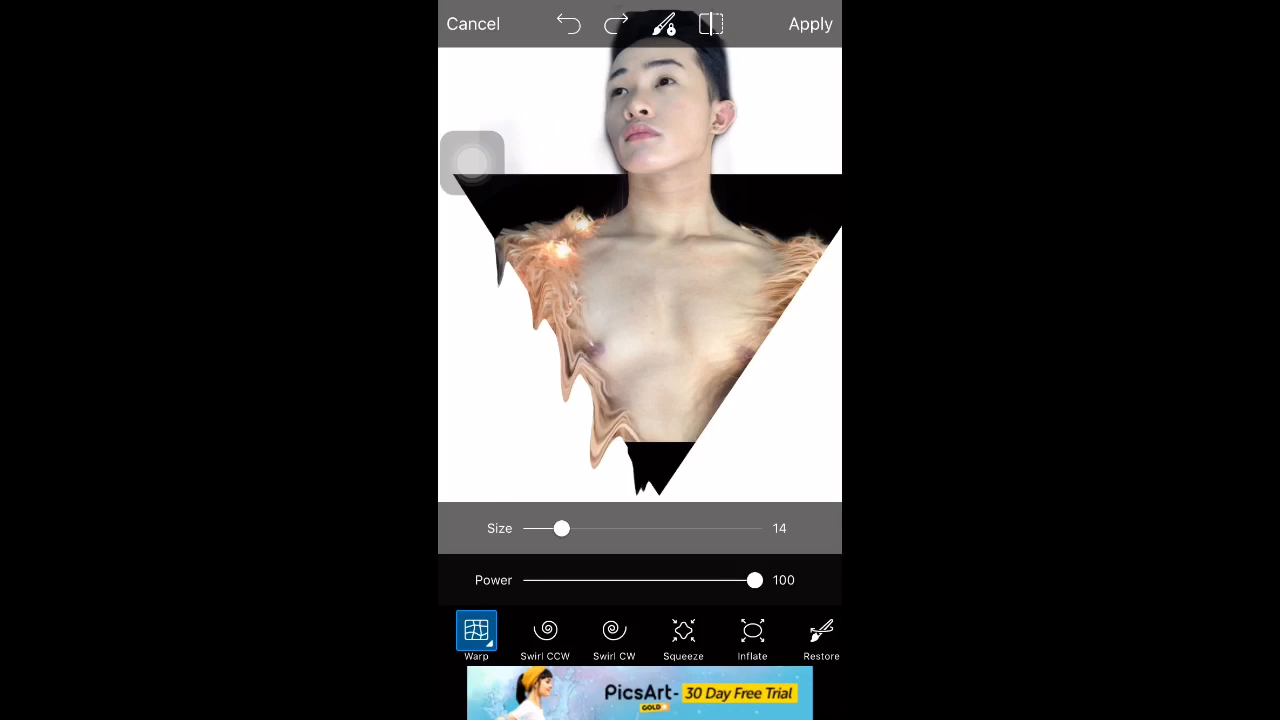 Cancel
Apply
Size
14
Power
100
Warp
Swirl CCW
Swirl CW
Squeeze
Inflate
Restore
PicsArt- 30 Day Free Trial
GOLD